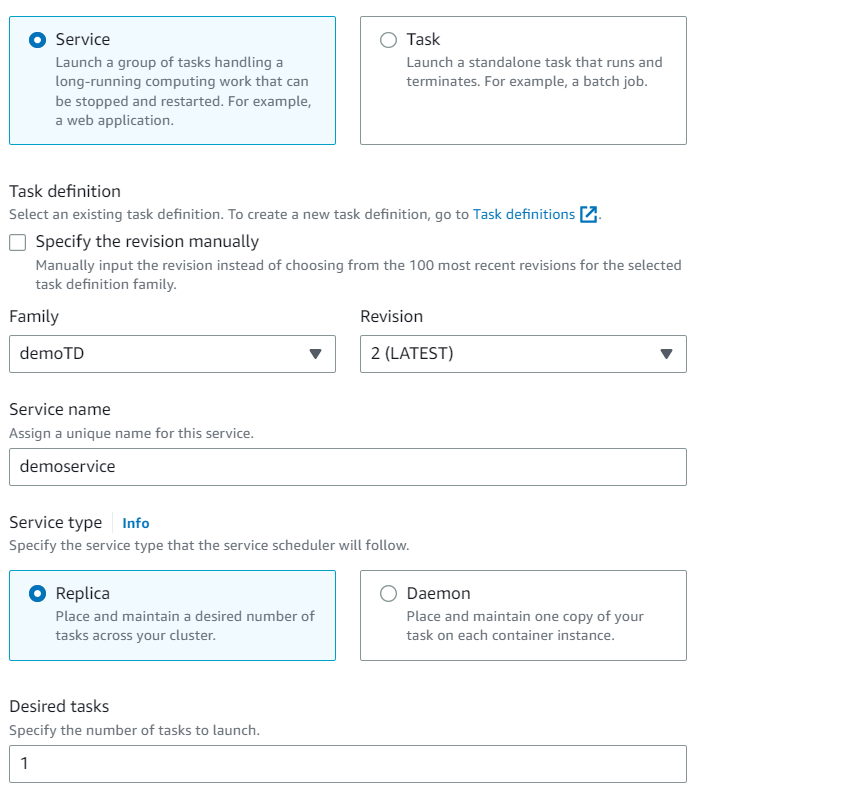 Service
Launch a group of tasks handling a
long-running computing work that can
be stopped and restarted. For example,
a web application.
Task
Launch a standalone task that runs and
terminates. For example, a batch job.
Task definition
Select an existing task definition. To create a new task definition, go to Task definitions.
Specify the revision manually
Manually input the revision instead of choosing from the 100 most recent revisions for the selected
task definition family.
Family
demoTD
Revision
2 (LATEST)
Service name
Assign a unique name for this service.
demoservice
Service type Info
Specify the service type that the service scheduler will follow.
Replica
Place and maintain a desired number of
tasks across your cluster.
Daemon
Place and maintain one copy of your
task on each container instance.
Desired tasks
Specify the number of tasks to launch.
1